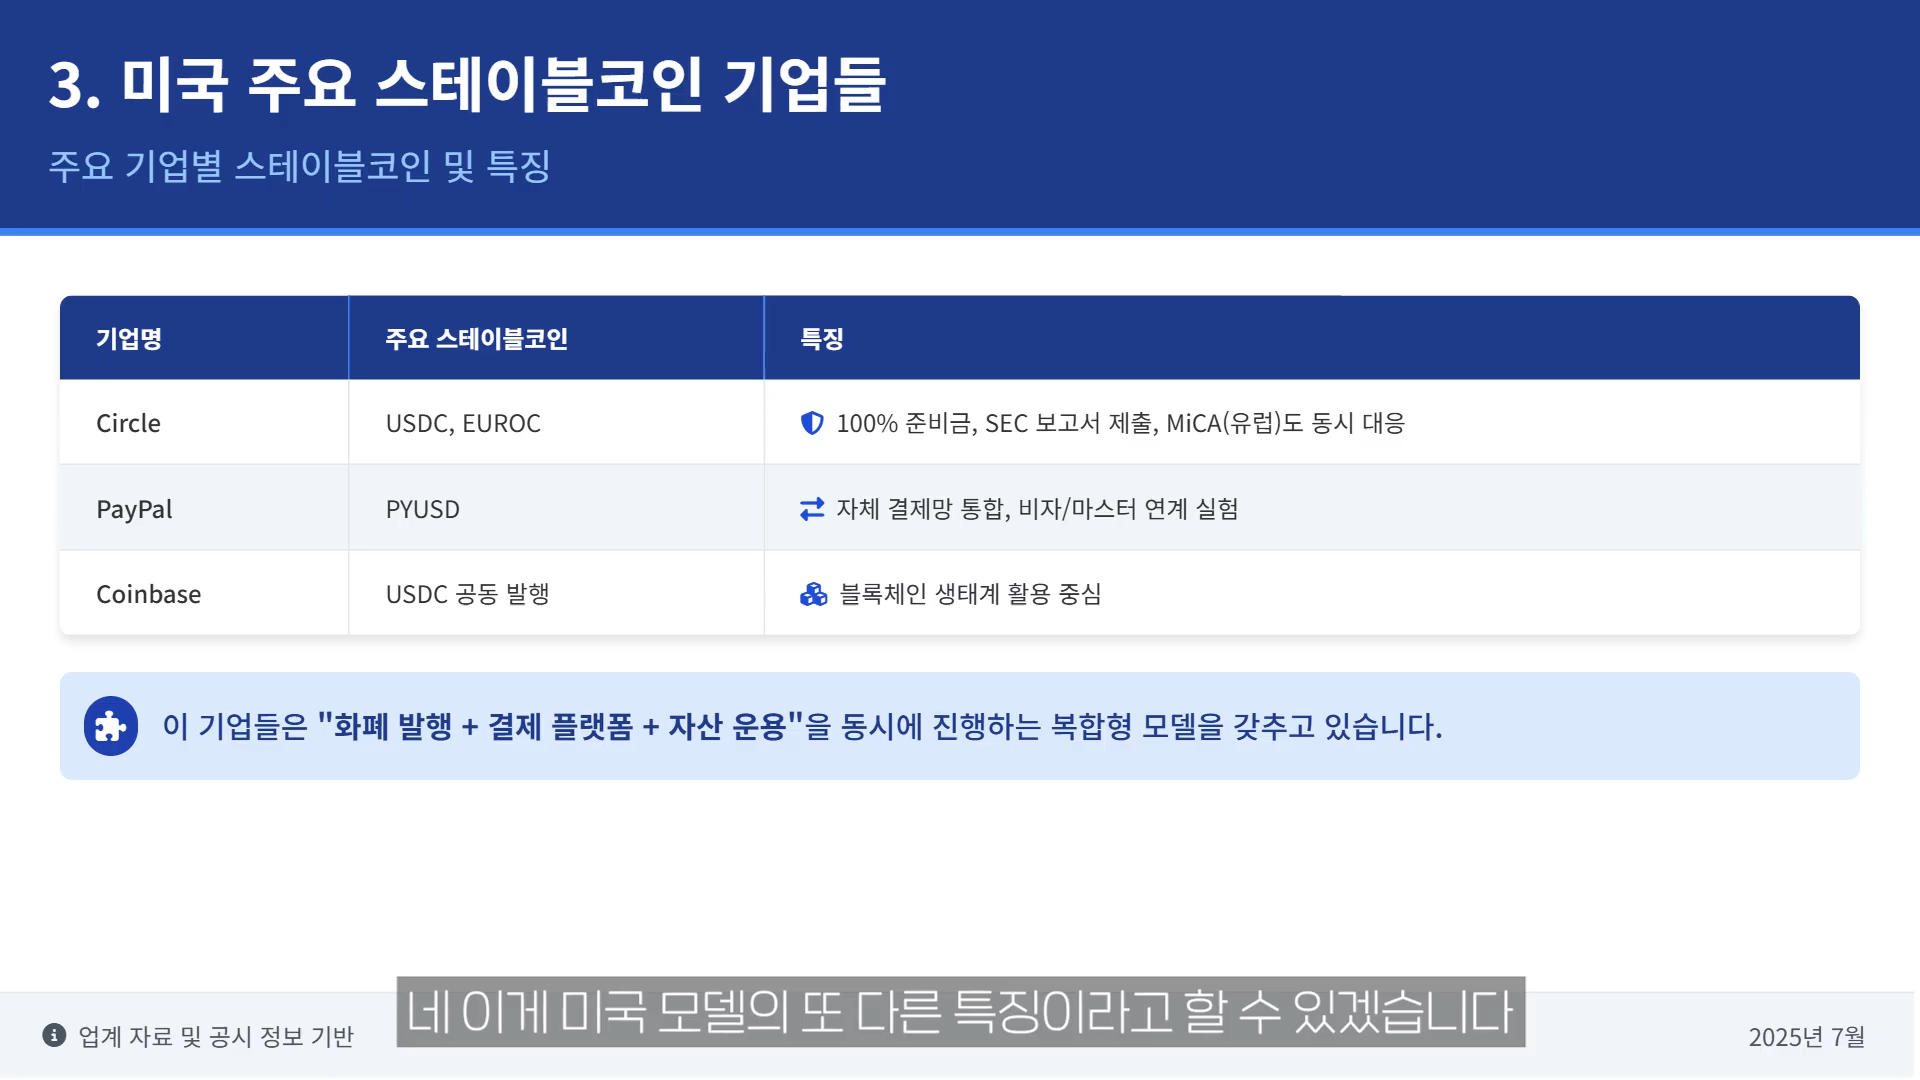 3. 미국 주요 스테이블코인 기업들
주요 기업별 스테이블코인 및 특징
기업명 주요 스테이블코인 특징
Circle USDC, EUROC 100% 준비금, SEC 보고서 제출, MiCA(유럽)도 동시 대응
PayPal PYUSD 자체 결제망 통합, 비자/마스터 연계 실험
Coinbase USDC 공동 발행 블록체인 생태계 활용 중심
이 기업들은 "화폐 발행 + 결제 플랫폼 + 자산 운용"을 동시에 진행하는 복합형 모델을 갖추고 있습니다.
네 이게 미국 모델의 또 다른 특징이라고 할 수 있겠습니다
업계 자료 및 공시 정보 기반
2025년 7월